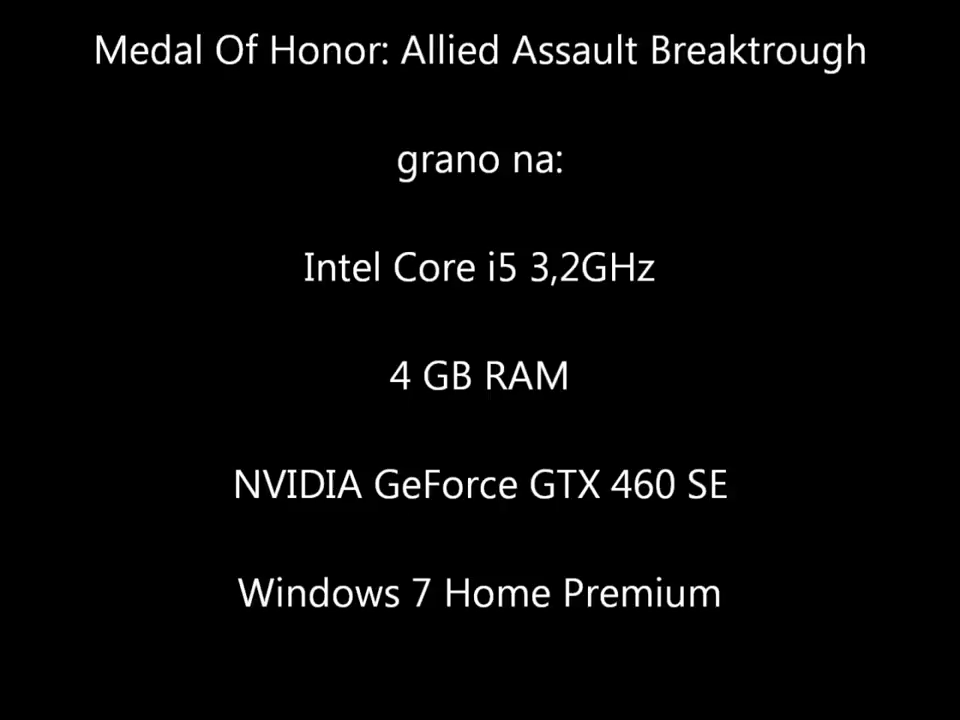 Medal Of Honor: Allied Assault Breaktrough
grano na:
Intel Core i5 3,2GHz
4 GB RAM
NVIDIA GeForce GTX 460 SE
Windows 7 Home Premium